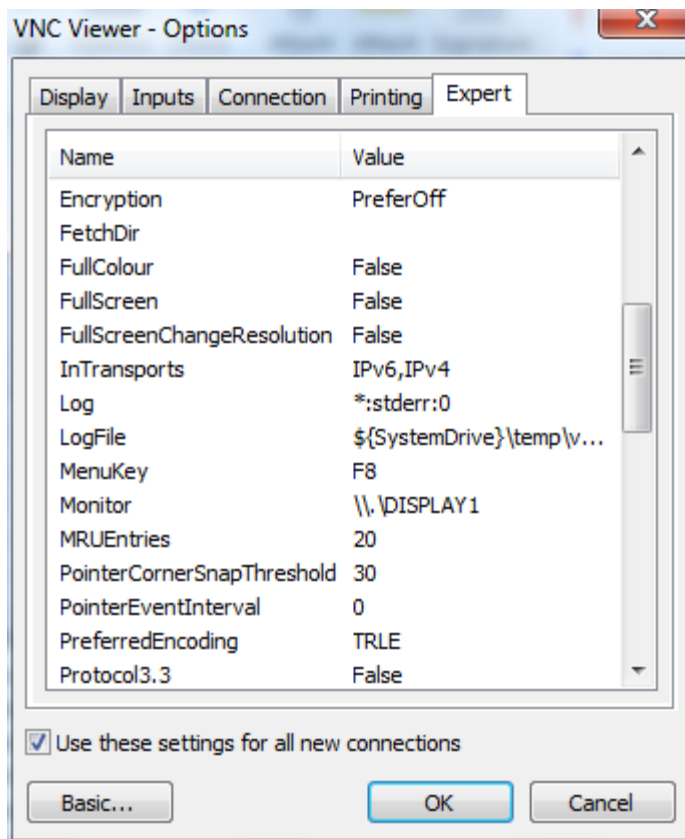 VNC Viewer - Options
Display Inputs Connection Printing Expert
Name Value
Encryption PreferOff
FetchDir
FullColour False
FullScreen False
FullScreenChangeResolution False
InTransports IPv6,IPv4
Log *:stderr:0
LogFile ${SystemDrive}\temp\v...
MenuKey F8
Monitor \\.\DISPLAY1
MRUEntries 20
PointerCornerSnapThreshold 30
PointerEventInterval 0
PreferredEncoding TRLE
Protocol3.3 False
Use these settings for all new connections
Basic... OK Cancel